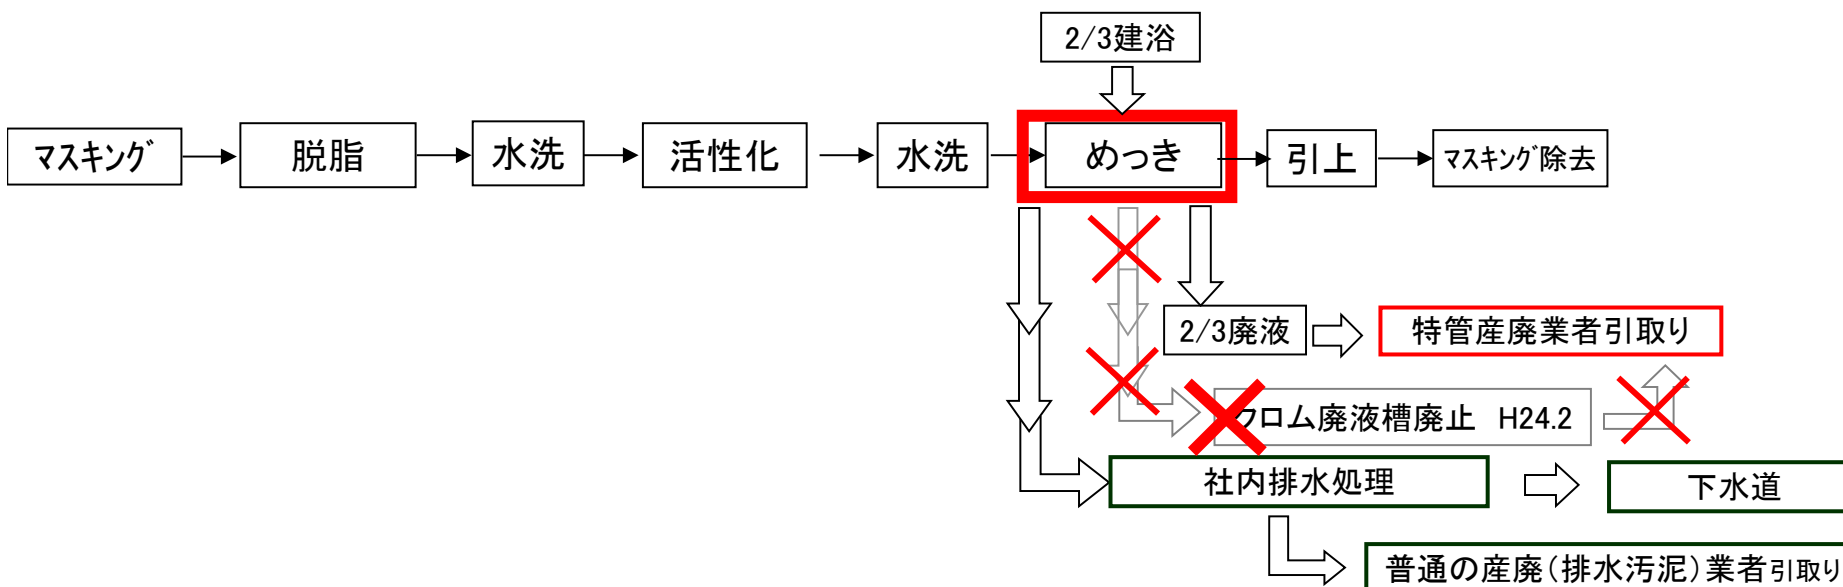 2/3建浴
マスキング
脱脂
水洗
活性化
水洗
めっき
引上
マスキング除去
2/3廃液
特管産廃業者引取り
クロム廃液槽廃止 H24.2
社内排水処理
下水道
普通の産廃(排水汚泥)業者引取り